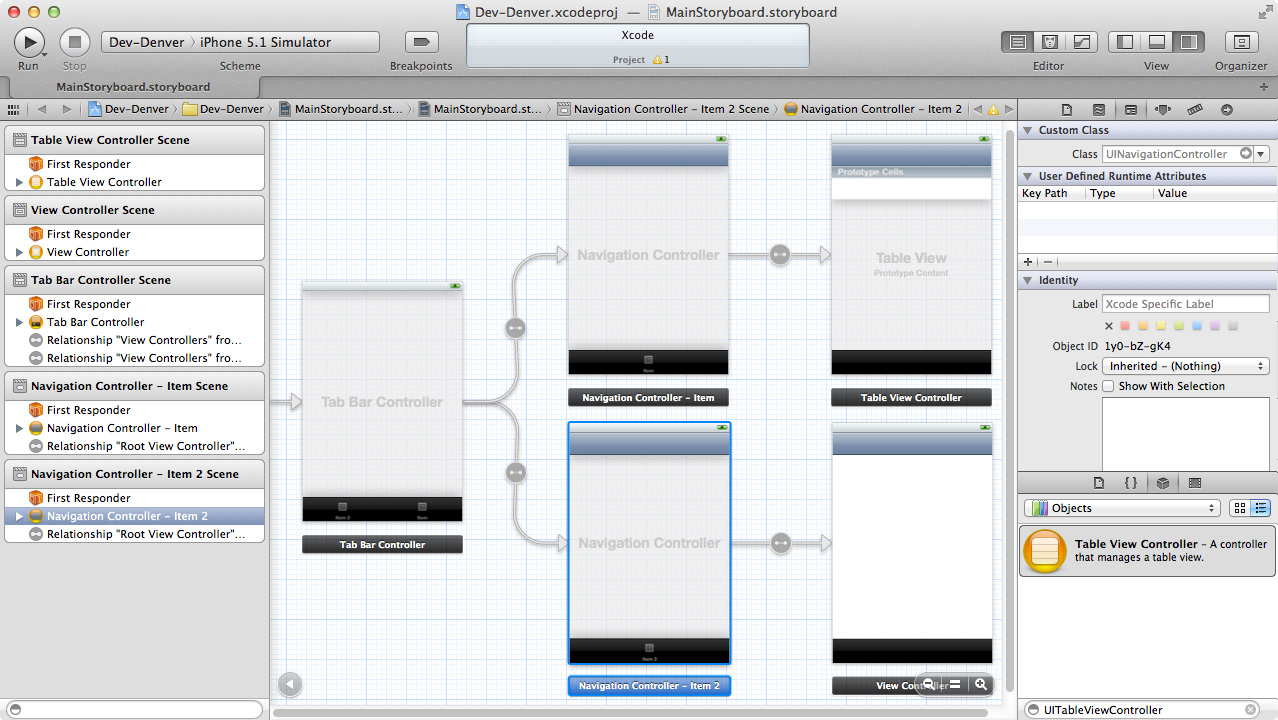 Dev-Denver.xcodeproj — MainStoryboard.storyboard
Run
Stop
Dev-Denver
iPhone 5.1 Simulator
Scheme
Breakpoints
Xcode
Project
1
Editor
View
Organizer
MainStoryboard.storyboard
Dev-Denver
Dev-Denver
MainStoryboard.st...
MainStoryboard.st...
Navigation Controller – Item 2 Scene
Navigation Controller – Item 2
Table View Controller Scene
First Responder
Table View Controller
View Controller Scene
First Responder
View Controller
Tab Bar Controller Scene
First Responder
Tab Bar Controller
Relationship "View Controllers" fro...
Relationship "View Controllers" fro...
Navigation Controller – Item Scene
First Responder
Navigation Controller – Item
Relationship "Root View Controller"...
Navigation Controller – Item 2 Scene
First Responder
Navigation Controller – Item 2
Relationship "Root View Controller"...
Tab Bar Controller
Item 2
Item
Tab Bar Controller
Navigation Controller
Item
Navigation Controller – Item
Prototype Cells
Table View
Prototype Content
Table View Controller
Navigation Controller
Item 2
Navigation Controller – Item 2
Custom Class
Class
UINavigationController
User Defined Runtime Attributes
Key Path
Type
Value
Identity
Label
Xcode Specific Label
Object ID
1y0-bZ-gK4
Lock
Inherited – (Nothing)
Notes
Show With Selection
{ }
Objects
Table View Controller – A controller
that manages a table view.
UITableViewController